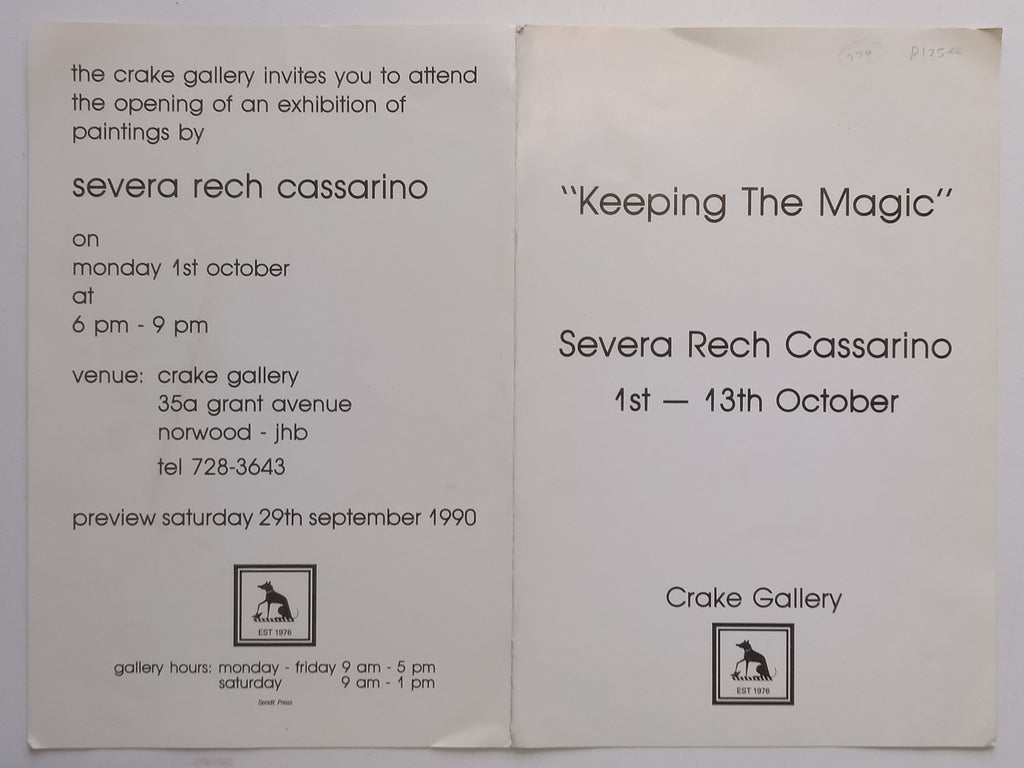 the crake gallery invites you to attend
the opening of an exhibition of
paintings by
severa rech cassarino
on
monday 1st october
at
6 pm - 9 pm
venue: crake gallery
35a grant avenue
norwood - jhb
tel 728-3643
preview saturday 29th september 1990
EST 1976
gallery hours: monday - friday 9 am - 5 pm
saturday 9 am - 1 pm
Sendit Press
R125
"Keeping The Magic"
Severa Rech Cassarino
1st — 13th October
Crake Gallery
EST 1976